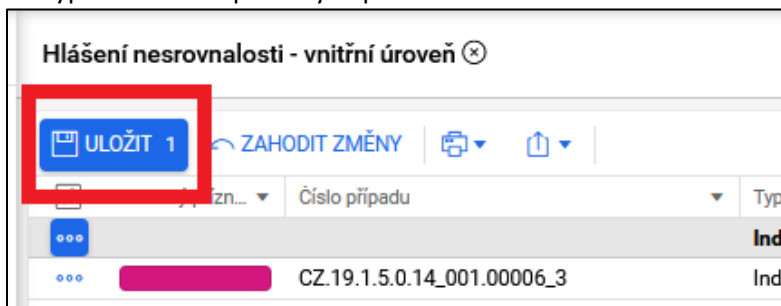 Hlášení nesrovnalosti - vnitřní úroveň
ULOŽIT 1 ZAHODIT ZMĚNY
Číslo případu Typ
Ind
CZ.19.1.5.0.14_001.00006_3 Ind